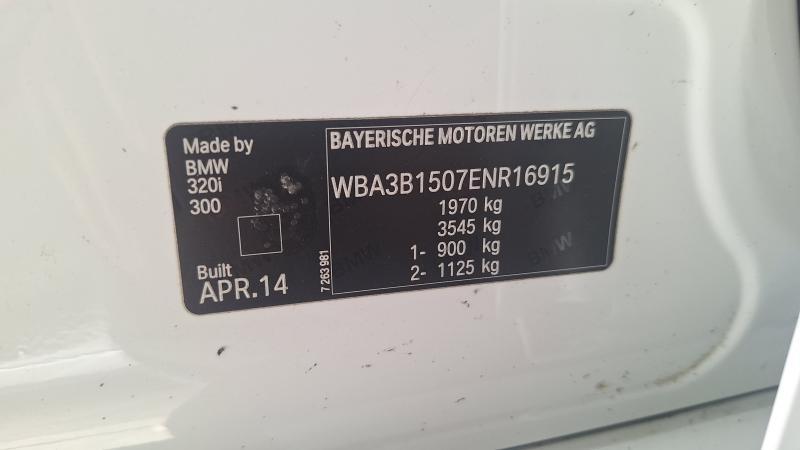 Made by
BMW
320i
300
Built
APR.14
7 263 981
BAYERISCHE MOTOREN WERKE AG
WBA3B1507ENR16915
1970 kg
3545 kg
1- 900 kg
2- 1125 kg